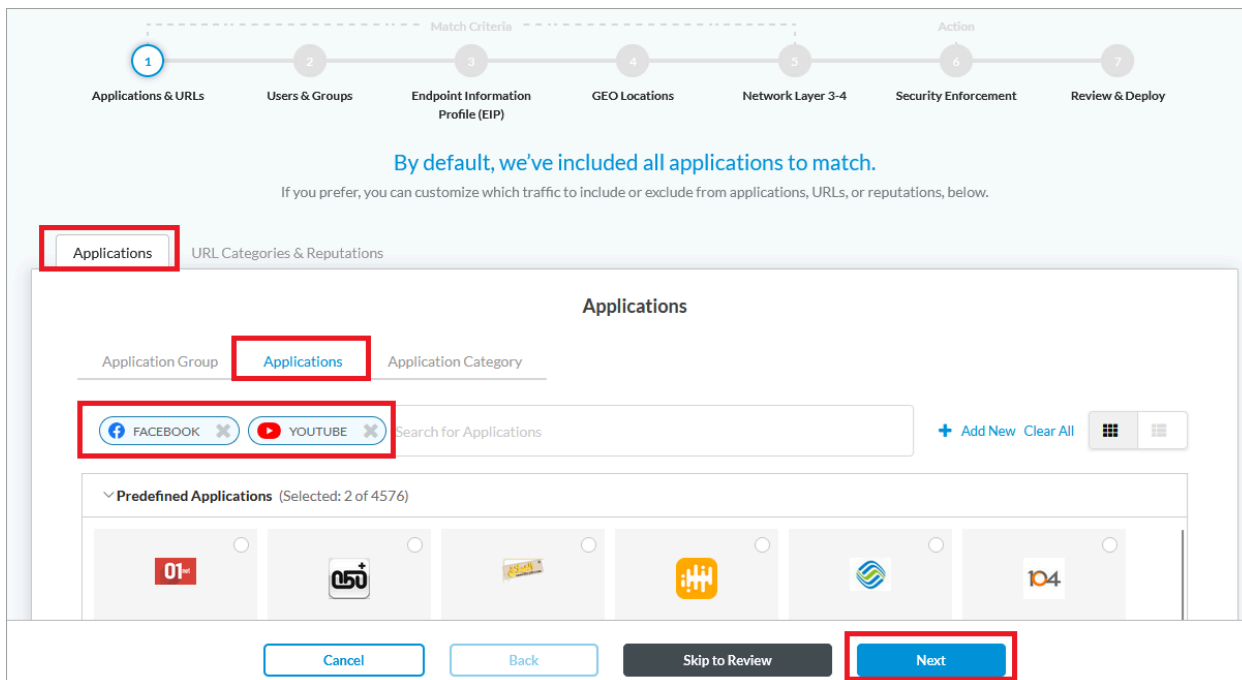 Match Criteria
Action
1
2
3
4
5
6
7
Applications & URLs
Users & Groups
Endpoint Information
Profile (EIP)
GEO Locations
Network Layer 3-4
Security Enforcement
Review & Deploy
By default, we've included all applications to match.
If you prefer, you can customize which traffic to include or exclude from applications, URLs, or reputations, below.
Applications
URL Categories & Reputations
Applications
Application Group
Applications
Application Category
FACEBOOK
YOUTUBE
Search for Applications
Add New
Clear All
Predefined Applications (Selected: 2 of 4576)
01net
050+
104
Cancel
Back
Skip to Review
Next